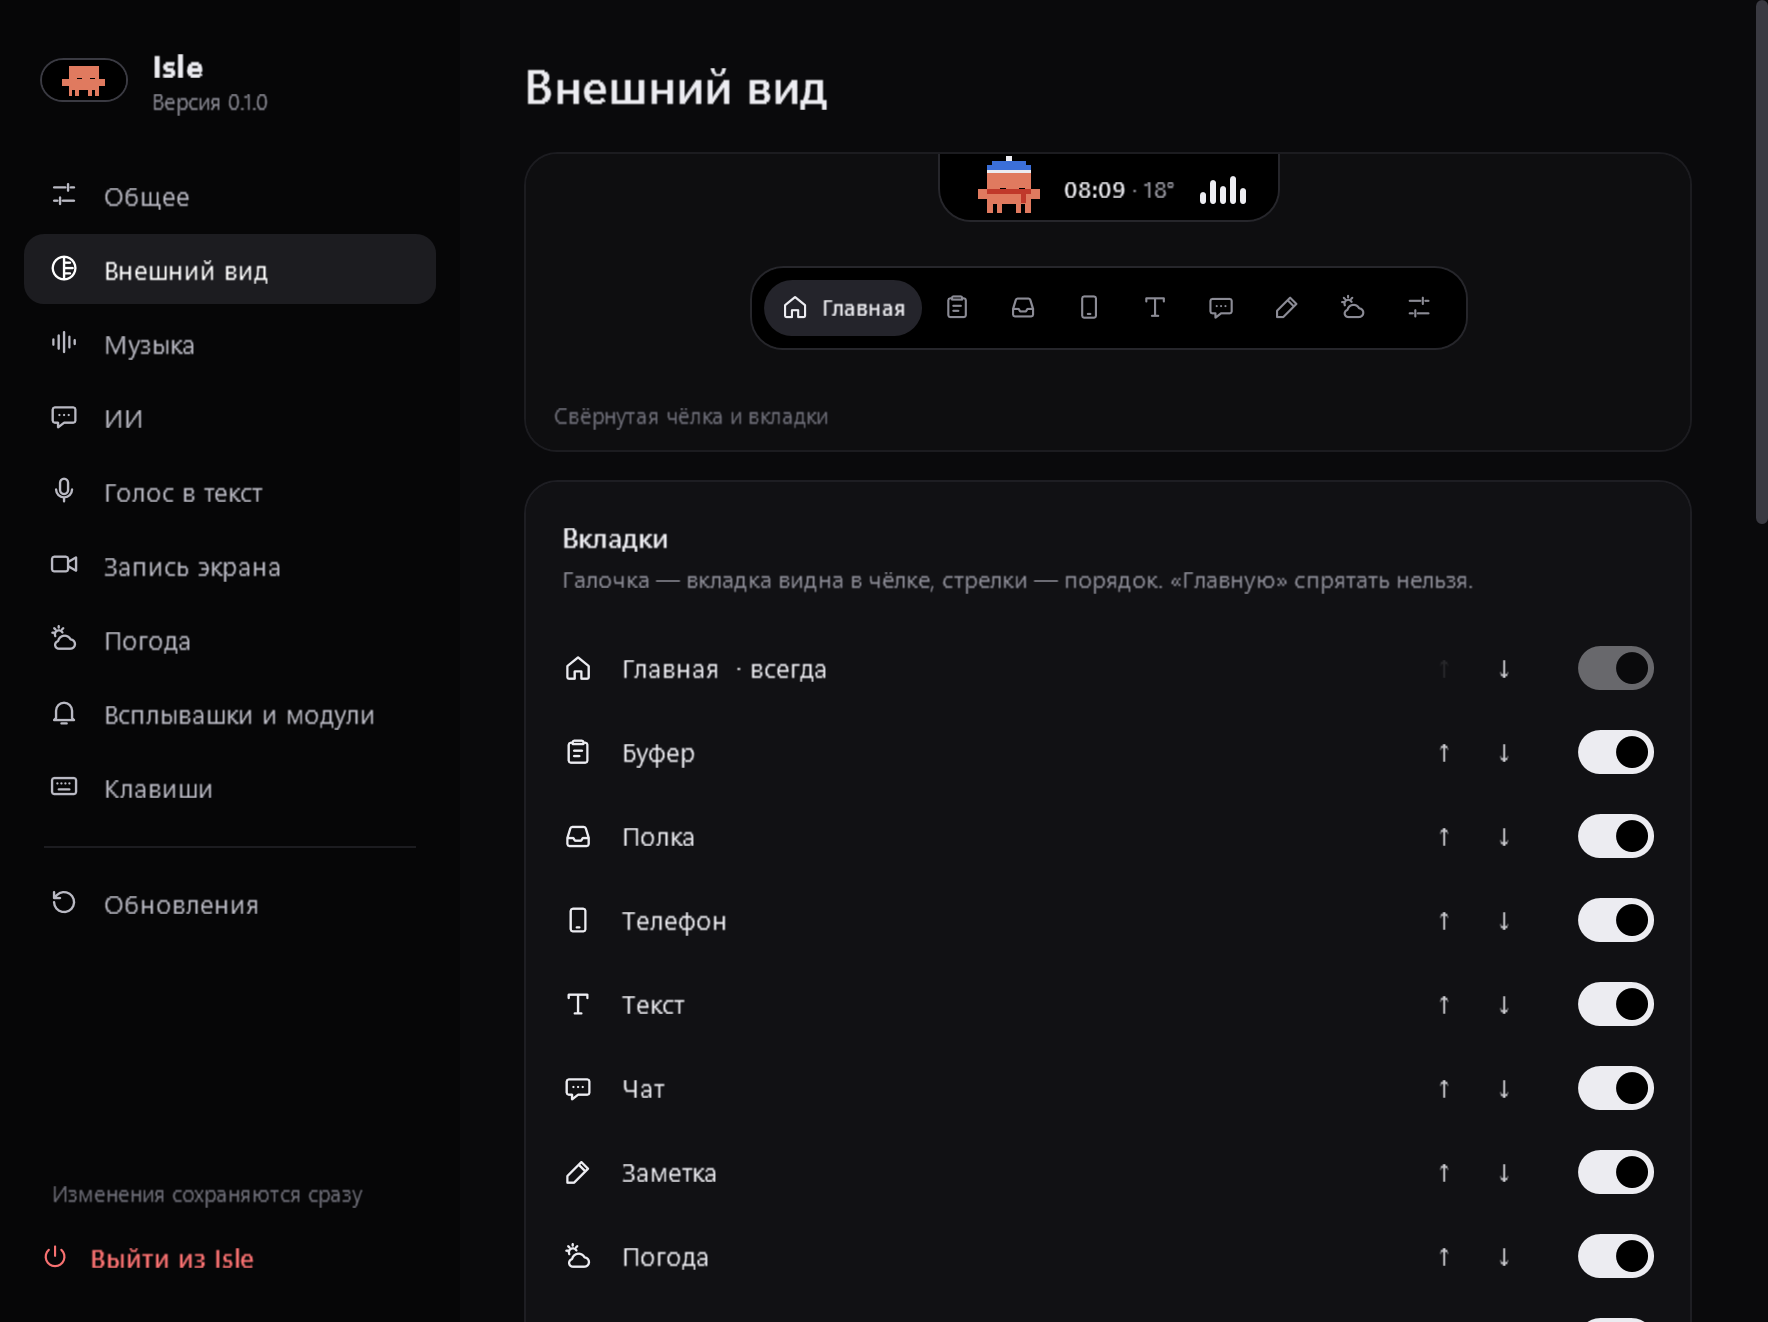 Isle
Версия 0.1.0
Общее
Внешний вид
Музыка
ИИ
Голос в текст
Запись экрана
Погода
Всплывашки и модули
Клавиши
Обновления
Изменения сохраняются сразу
Выйти из Isle
Внешний вид
08:09 · 18°
Главная
Свёрнутая чёлка и вкладки
Вкладки
Галочка — вкладка видна в чёлке, стрелки — порядок. «Главную» спрятать нельзя.
Главная · всегда ↑ ↓
Буфер ↑ ↓
Полка ↑ ↓
Телефон ↑ ↓
Текст ↑ ↓
Чат ↑ ↓
Заметка ↑ ↓
Погода ↑ ↓